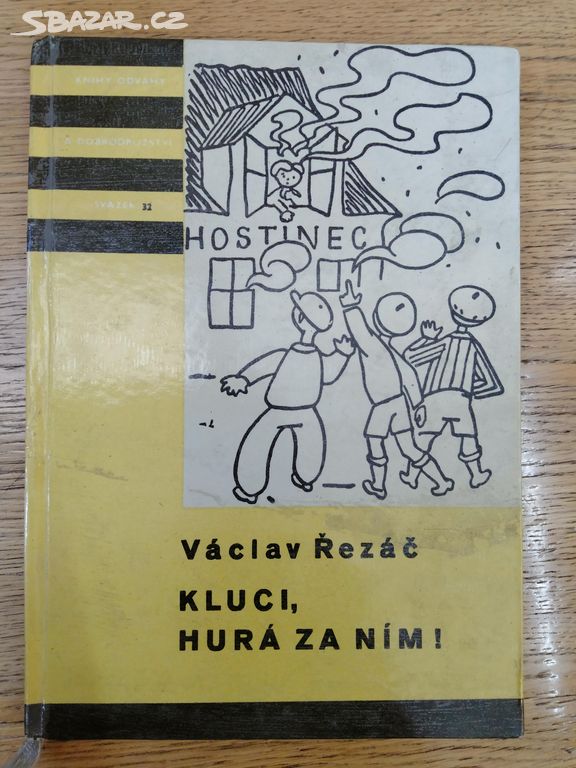 SBAZAR.CZ
KNIHY ODVAHY
A DOBRODRUŽSTVÍ
SVAZEK 32
HOSTINEC
Václav Řezáč
KLUCI,
HURÁ ZA NÍM!